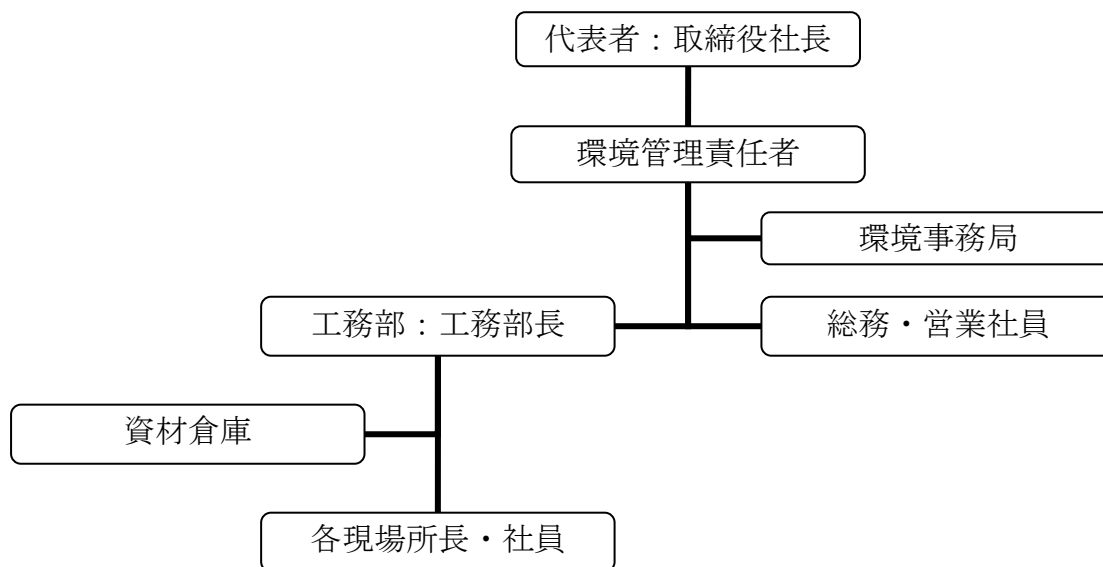 代表者：取締役社長
環境管理責任者
環境事務局
工務部：工務部長
総務・営業社員
資材倉庫
各現場所長・社員